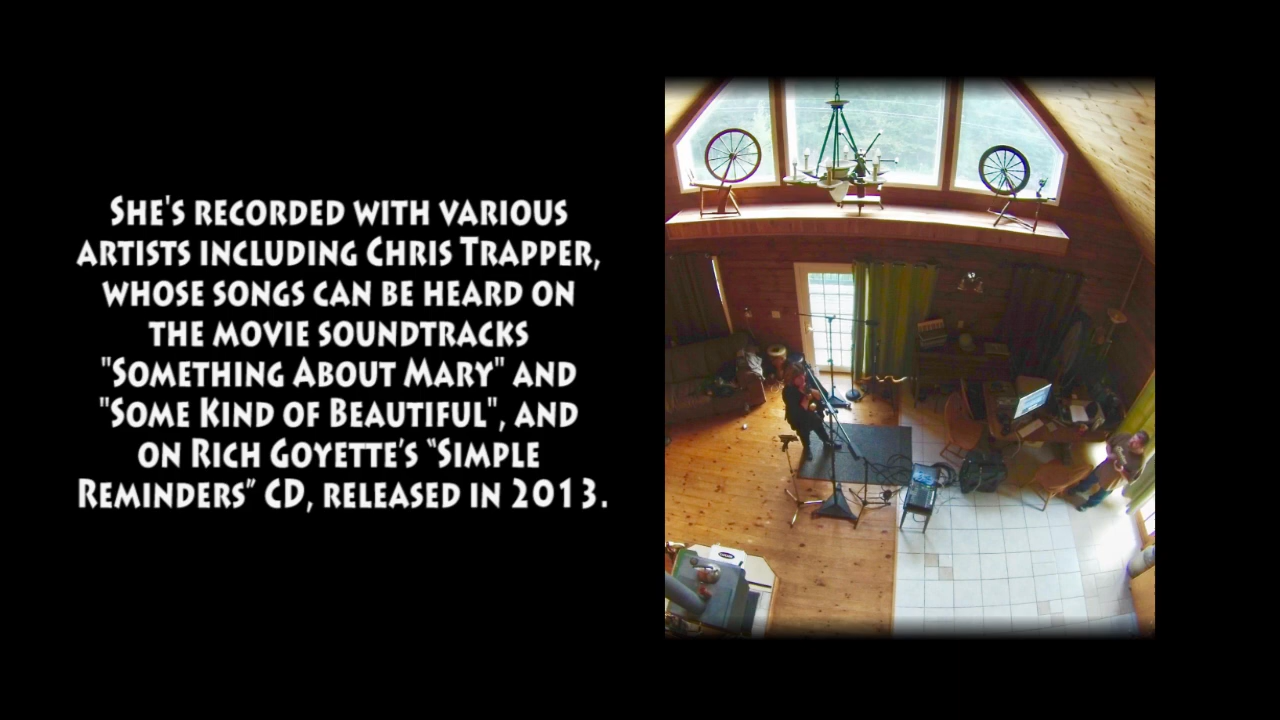 She's recorded with various
artists including Chris Trapper,
whose songs can be heard on
the movie soundtracks
"Something About Mary" and
"Some Kind of Beautiful", and
on Rich Goyette’s “Simple
Reminders” CD, released in 2013.